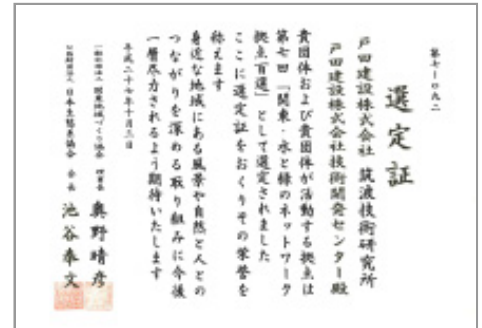 第七-〇九二
選定証
戸田建設株式会社 筑波技術研究所
戸田建設株式会社技術開発センター殿
貴団体および貴団体が活動する拠点は
第七回「関東・水と緑のネットワーク
拠点百選」として選定されました
ここに選定証をおくりその栄誉を
称えます
身近な地域にある風景や自然と人との
つながりを深める取り組みに今後
一層尽力されるよう期待いたします
平成二十七年十月三日
一般社団法人 関東地域づくり協会 理事長 奥野晴彦
公益財団法人 日本生態系協会 会長 池谷奉文